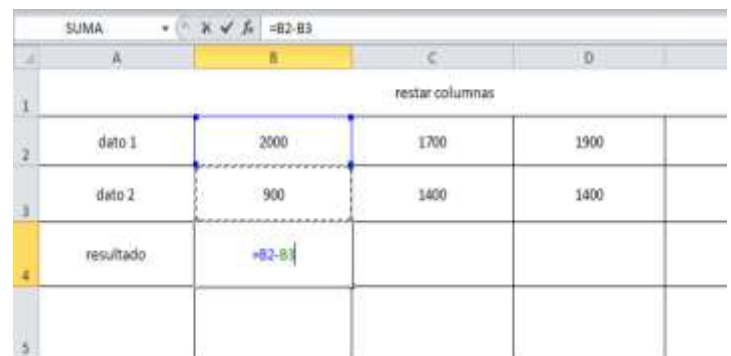 SUMA fx =B2-B3
A B C D
1 restar columnas
2 dato 1 2000 1700 1900
3 dato 2 900 1400 1400
4 resultado =B2-B3
5